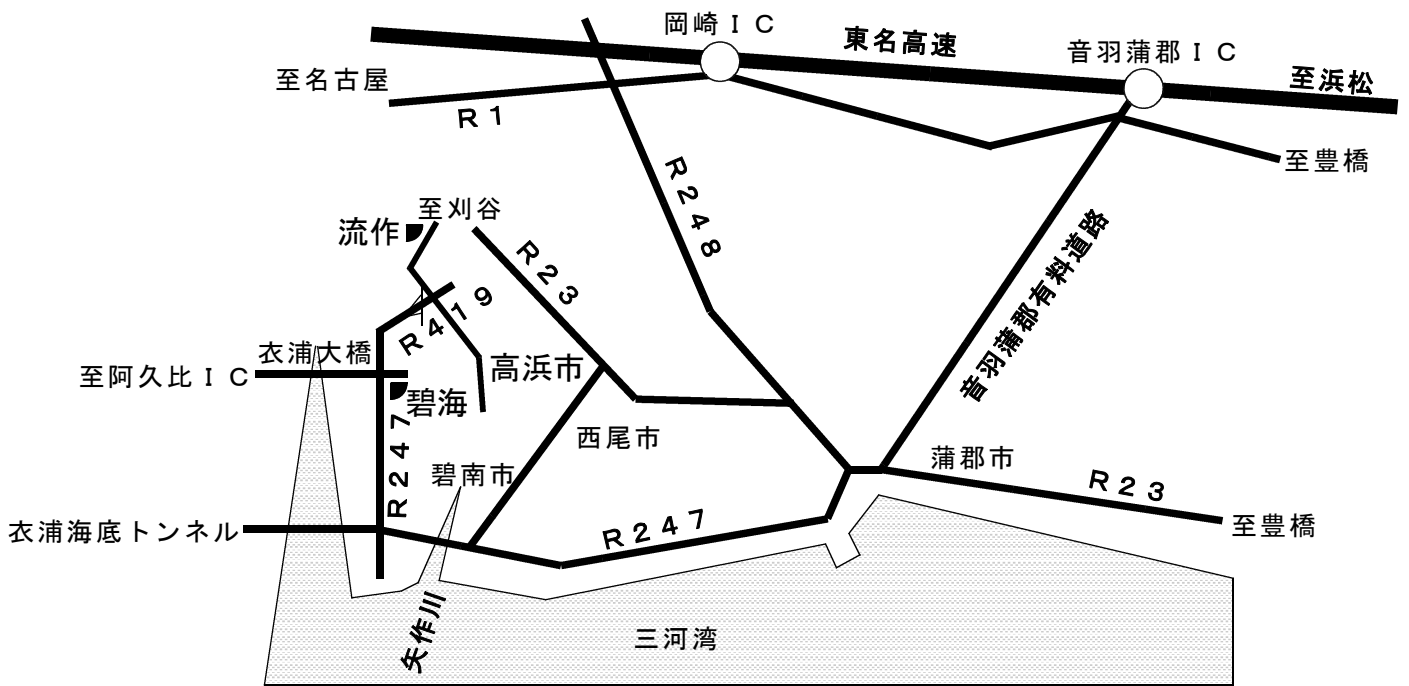 岡崎ＩＣ
東名高速
音羽蒲郡ＩＣ
至浜松
至名古屋
Ｒ１
至豊橋
Ｒ２４８
至刈谷
流作
Ｒ２３
音羽蒲郡有料道路
Ｒ４１９
衣浦大橋
高浜市
至阿久比ＩＣ
碧海
Ｒ２４７
西尾市
碧南市
蒲郡市
Ｒ２３
Ｒ２４７
至豊橋
衣浦海底トンネル
矢作川
三河湾